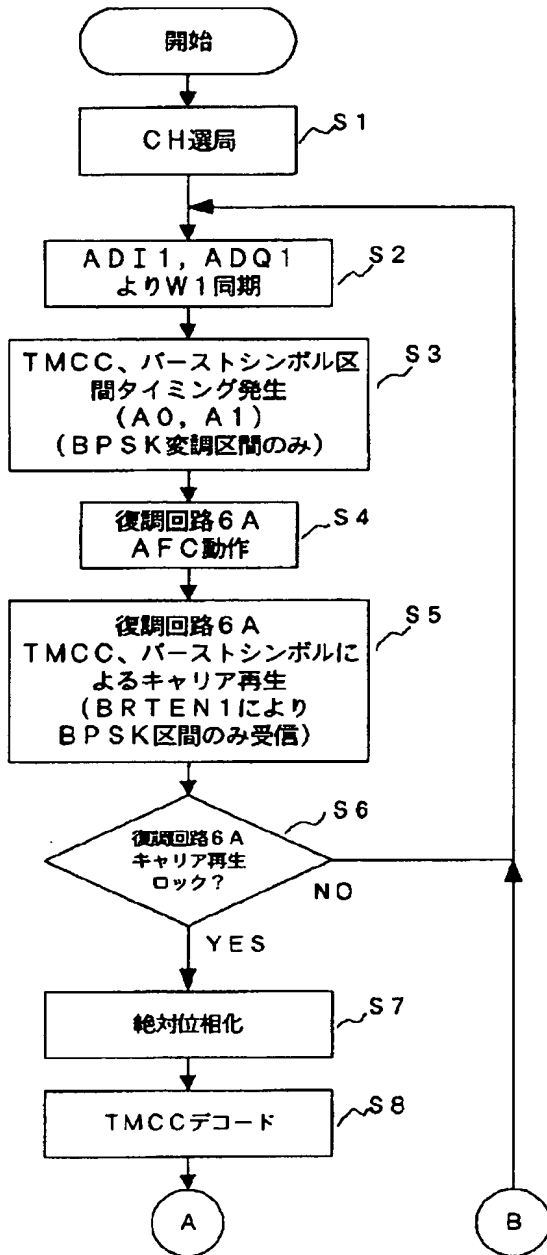 開始
CH選局
S1
ADI1,ADQ1
よりW1同期
S2
TMCC、バーストシンボル区
間タイミング発生
(A0,A1)
(BPSK変調区間のみ)
S3
復調回路6A
AFC動作
S4
復調回路6A
TMCC、バーストシンボルに
よるキャリア再生
(BRTEN1により
BPSK区間のみ受信)
S5
復調回路6A
キャリア再生
ロック?
S6
NO
YES
絶対位相化
S7
TMCCデコード
S8
A
B